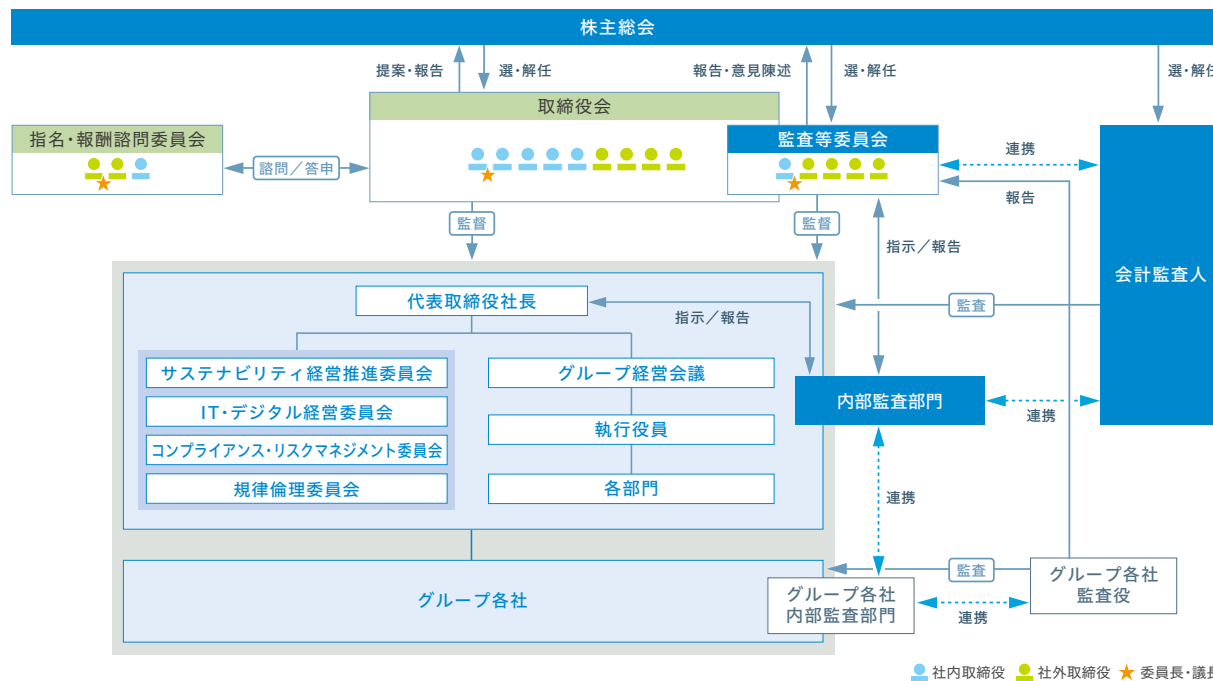 株主総会
提案・報告
選・解任
報告・意見陳述
選・解任
選・解任
取締役会
指名・報酬諮問委員会
監査等委員会
諮問／答申
連携
報告
監督
監督
指示／報告
会計監査人
代表取締役社長
監査
指示／報告
サステナビリティ経営推進委員会
グループ経営会議
IT・デジタル経営委員会
内部監査部門
連携
執行役員
コンプライアンス・リスクマネジメント委員会
規律倫理委員会
各部門
連携
監査
グループ各社
監査役
グループ各社
グループ各社
内部監査部門
連携
社内取締役
社外取締役
委員長・議長